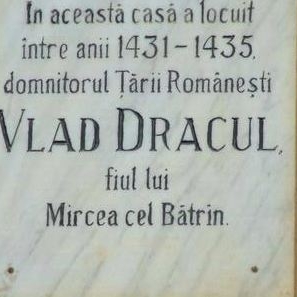 În această casă a locuit
între anii 1431-1435,
domnitorul Țării Românești
VLAD DRACUL,
fiul lui
Mircea cel Bătrîn.